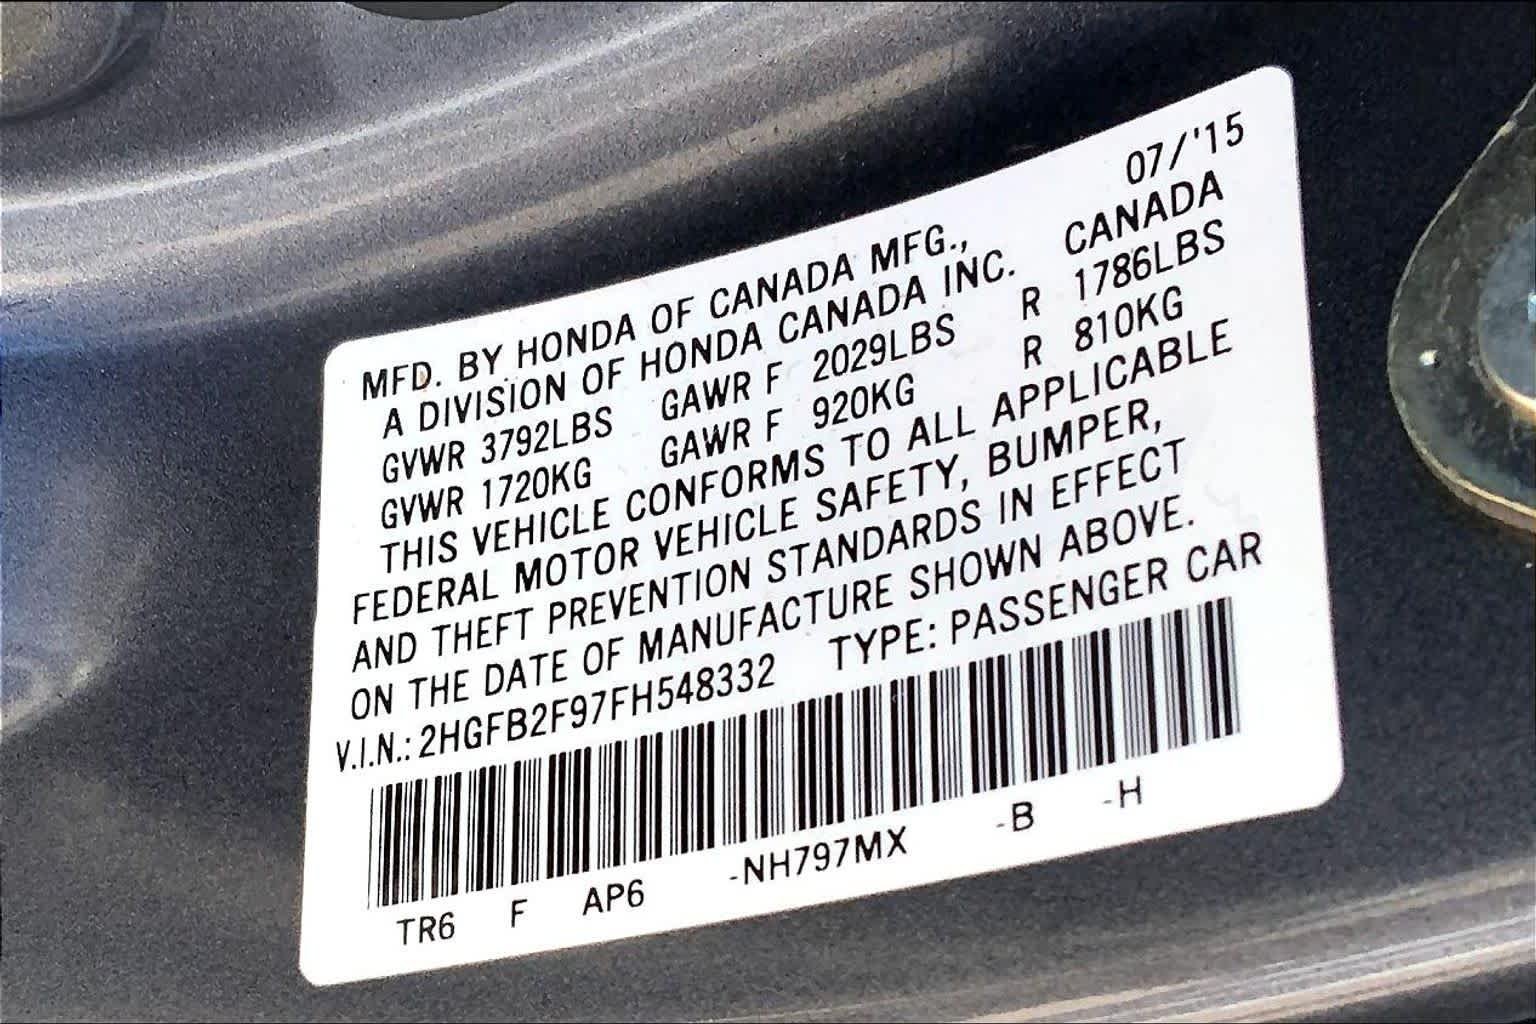 07/'15
MFD. BY HONDA OF CANADA MFG., CANADA
A DIVISION OF HONDA CANADA INC.
GVWR 3792LBS GAWR F 2029LBS R 1786LBS
GVWR 1720KG GAWR F 920KG R 810KG
THIS VEHICLE CONFORMS TO ALL APPLICABLE
FEDERAL MOTOR VEHICLE SAFETY, BUMPER,
AND THEFT PREVENTION STANDARDS IN EFFECT
ON THE DATE OF MANUFACTURE SHOWN ABOVE.
V.I.N.: 2HGFB2F97FH548332 TYPE: PASSENGER CAR
TR6 F AP6 -NH797MX -B -H